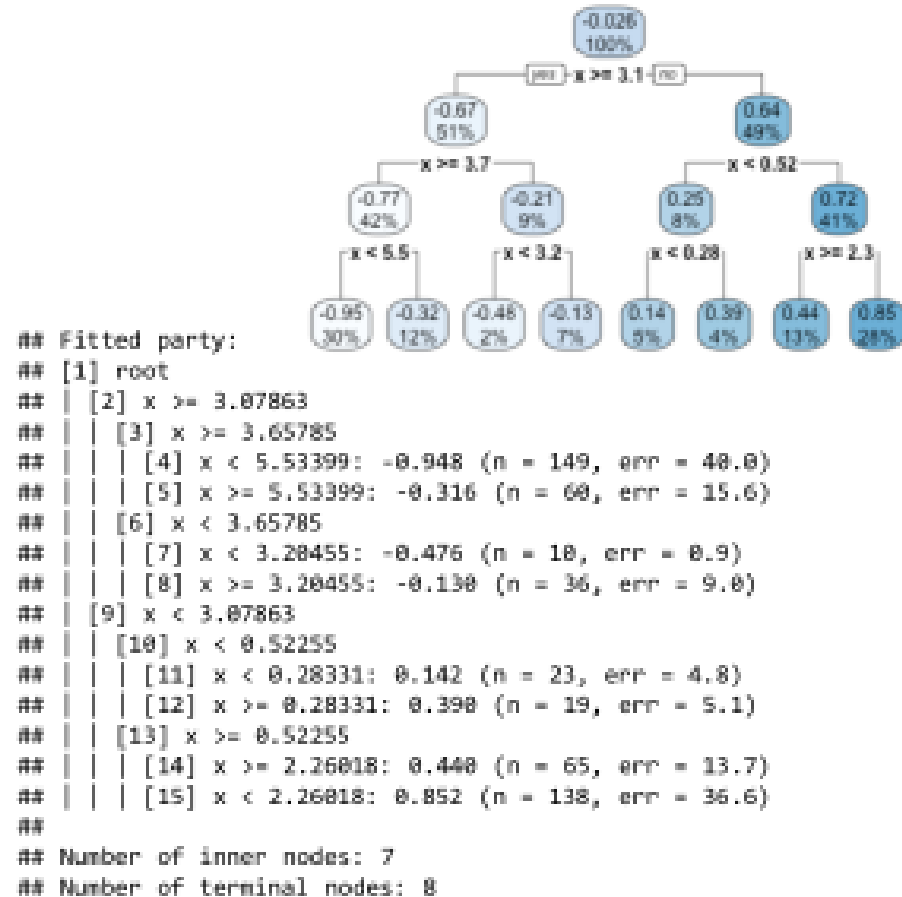 -0.026
100%
yes x >= 3.1 no
-0.67 0.64
51% 49%
x >= 3.7 x < 0.52
-0.77 -0.21 0.25 0.72
42% 9% 8% 41%
x < 5.5 x < 3.2 x < 0.28 x >= 2.3
-0.95 -0.32 -0.48 -0.13 0.14 0.39 0.44 0.85
30% 12% 2% 7% 5% 4% 13% 28%
## Fitted party:
## [1] root
## | [2] x >= 3.07863
## | | [3] x >= 3.65785
## | | | [4] x < 5.53399: -0.948 (n = 149, err = 40.0)
## | | | [5] x >= 5.53399: -0.316 (n = 60, err = 15.6)
## | | [6] x < 3.65785
## | | | [7] x < 3.20455: -0.476 (n = 10, err = 0.9)
## | | | [8] x >= 3.20455: -0.130 (n = 36, err = 9.0)
## | [9] x < 3.07863
## | | [10] x < 0.52255
## | | | [11] x < 0.28331: 0.142 (n = 23, err = 4.8)
## | | | [12] x >= 0.28331: 0.390 (n = 19, err = 5.1)
## | | [13] x >= 0.52255
## | | | [14] x >= 2.26018: 0.440 (n = 65, err = 13.7)
## | | | [15] x < 2.26018: 0.852 (n = 138, err = 36.6)
##
## Number of inner nodes: 7
## Number of terminal nodes: 8